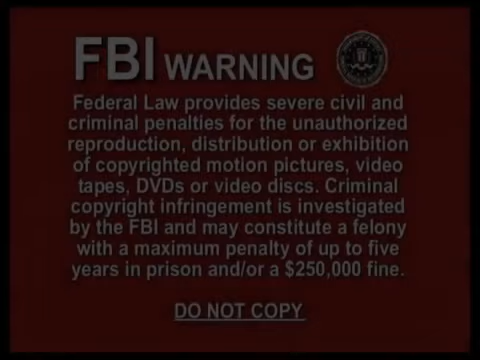 FBI WARNING
Federal Law provides severe civil and
criminal penalties for the unauthorized
reproduction, distribution or exhibition
of copyrighted motion pictures, video
tapes, DVDs or video discs. Criminal
copyright infringement is investigated
by the FBI and may constitute a felony
with a maximum penalty of up to five
years in prison and/or a $250,000 fine.
DO NOT COPY